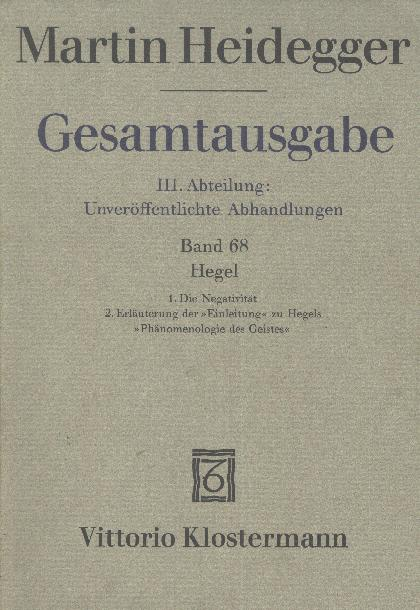 Martin Heidegger
Gesamtausgabe
III. Abteilung:
Unveröffentlichte Abhandlungen
Band 68
Hegel
1. Die Negativität
2. Erläuterung der »Einleitung« zu Hegels
»Phänomenologie des Geistes«
Vittorio Klostermann